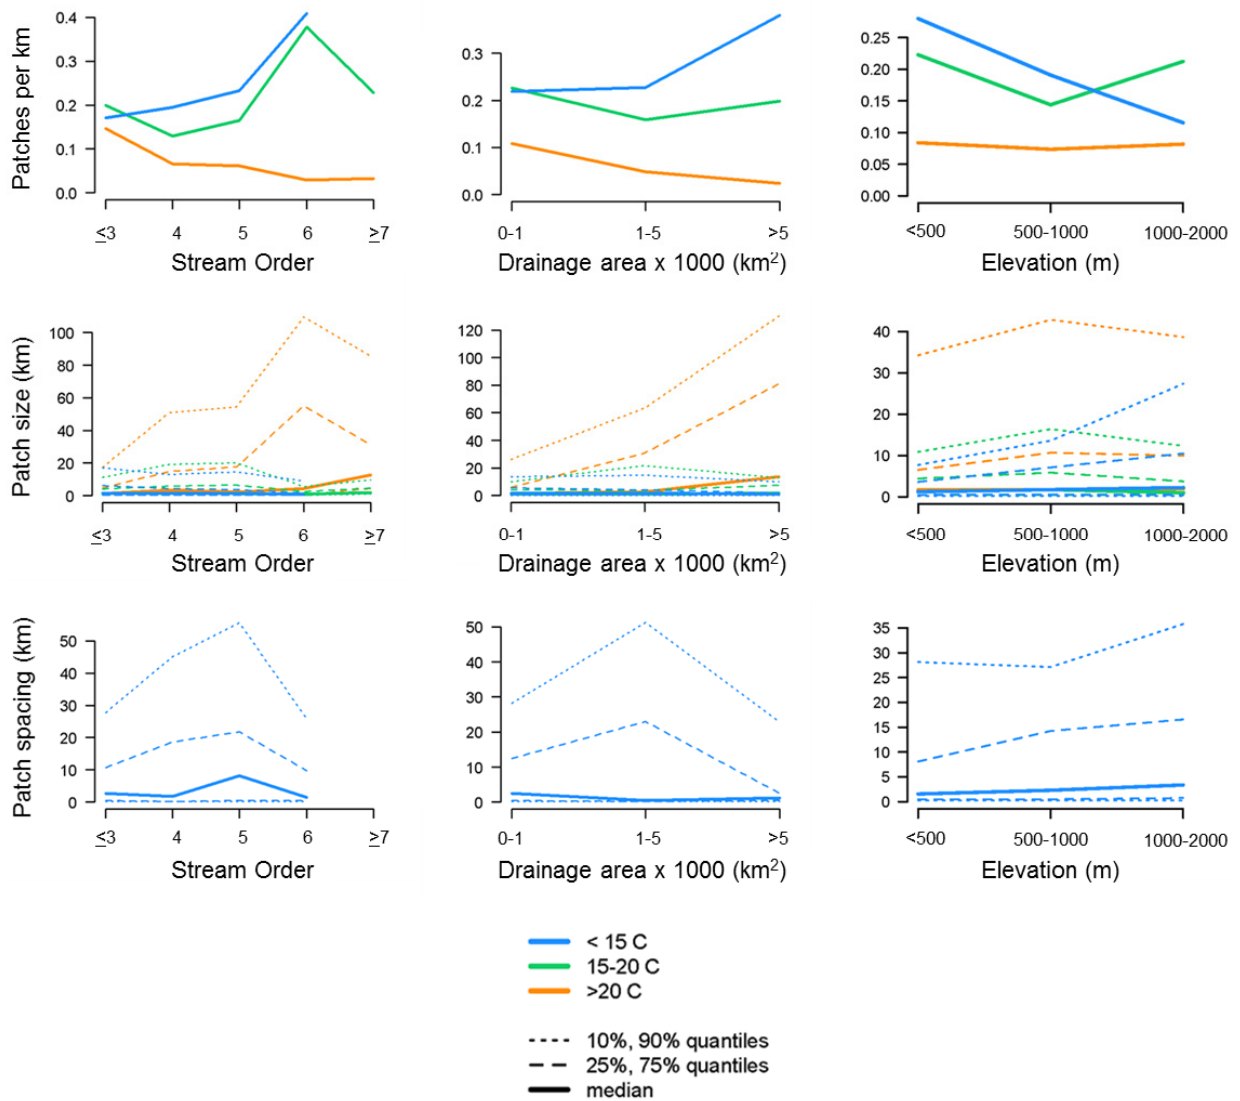 Patches per km
0.4
0.3
0.2
0.1
0.0
≤3 4 5 6 ≥7
Stream Order
0.3
0.2
0.1
0.0
0-1 1-5 >5
Drainage area x 1000 (km²)
0.25
0.20
0.15
0.10
0.05
0.00
<500 500-1000 1000-2000
Elevation (m)
Patch size (km)
100
80
60
40
20
0
≤3 4 5 6 ≥7
Stream Order
120
100
80
60
40
20
0
0-1 1-5 >5
Drainage area x 1000 (km²)
40
30
20
10
0
<500 500-1000 1000-2000
Elevation (m)
Patch spacing (km)
50
40
30
20
10
0
≤3 4 5 6 ≥7
Stream Order
50
40
30
20
10
0
0-1 1-5 >5
Drainage area x 1000 (km²)
35
30
25
20
15
10
5
0
<500 500-1000 1000-2000
Elevation (m)
< 15 C
15-20 C
>20 C
10%, 90% quantiles
25%, 75% quantiles
median